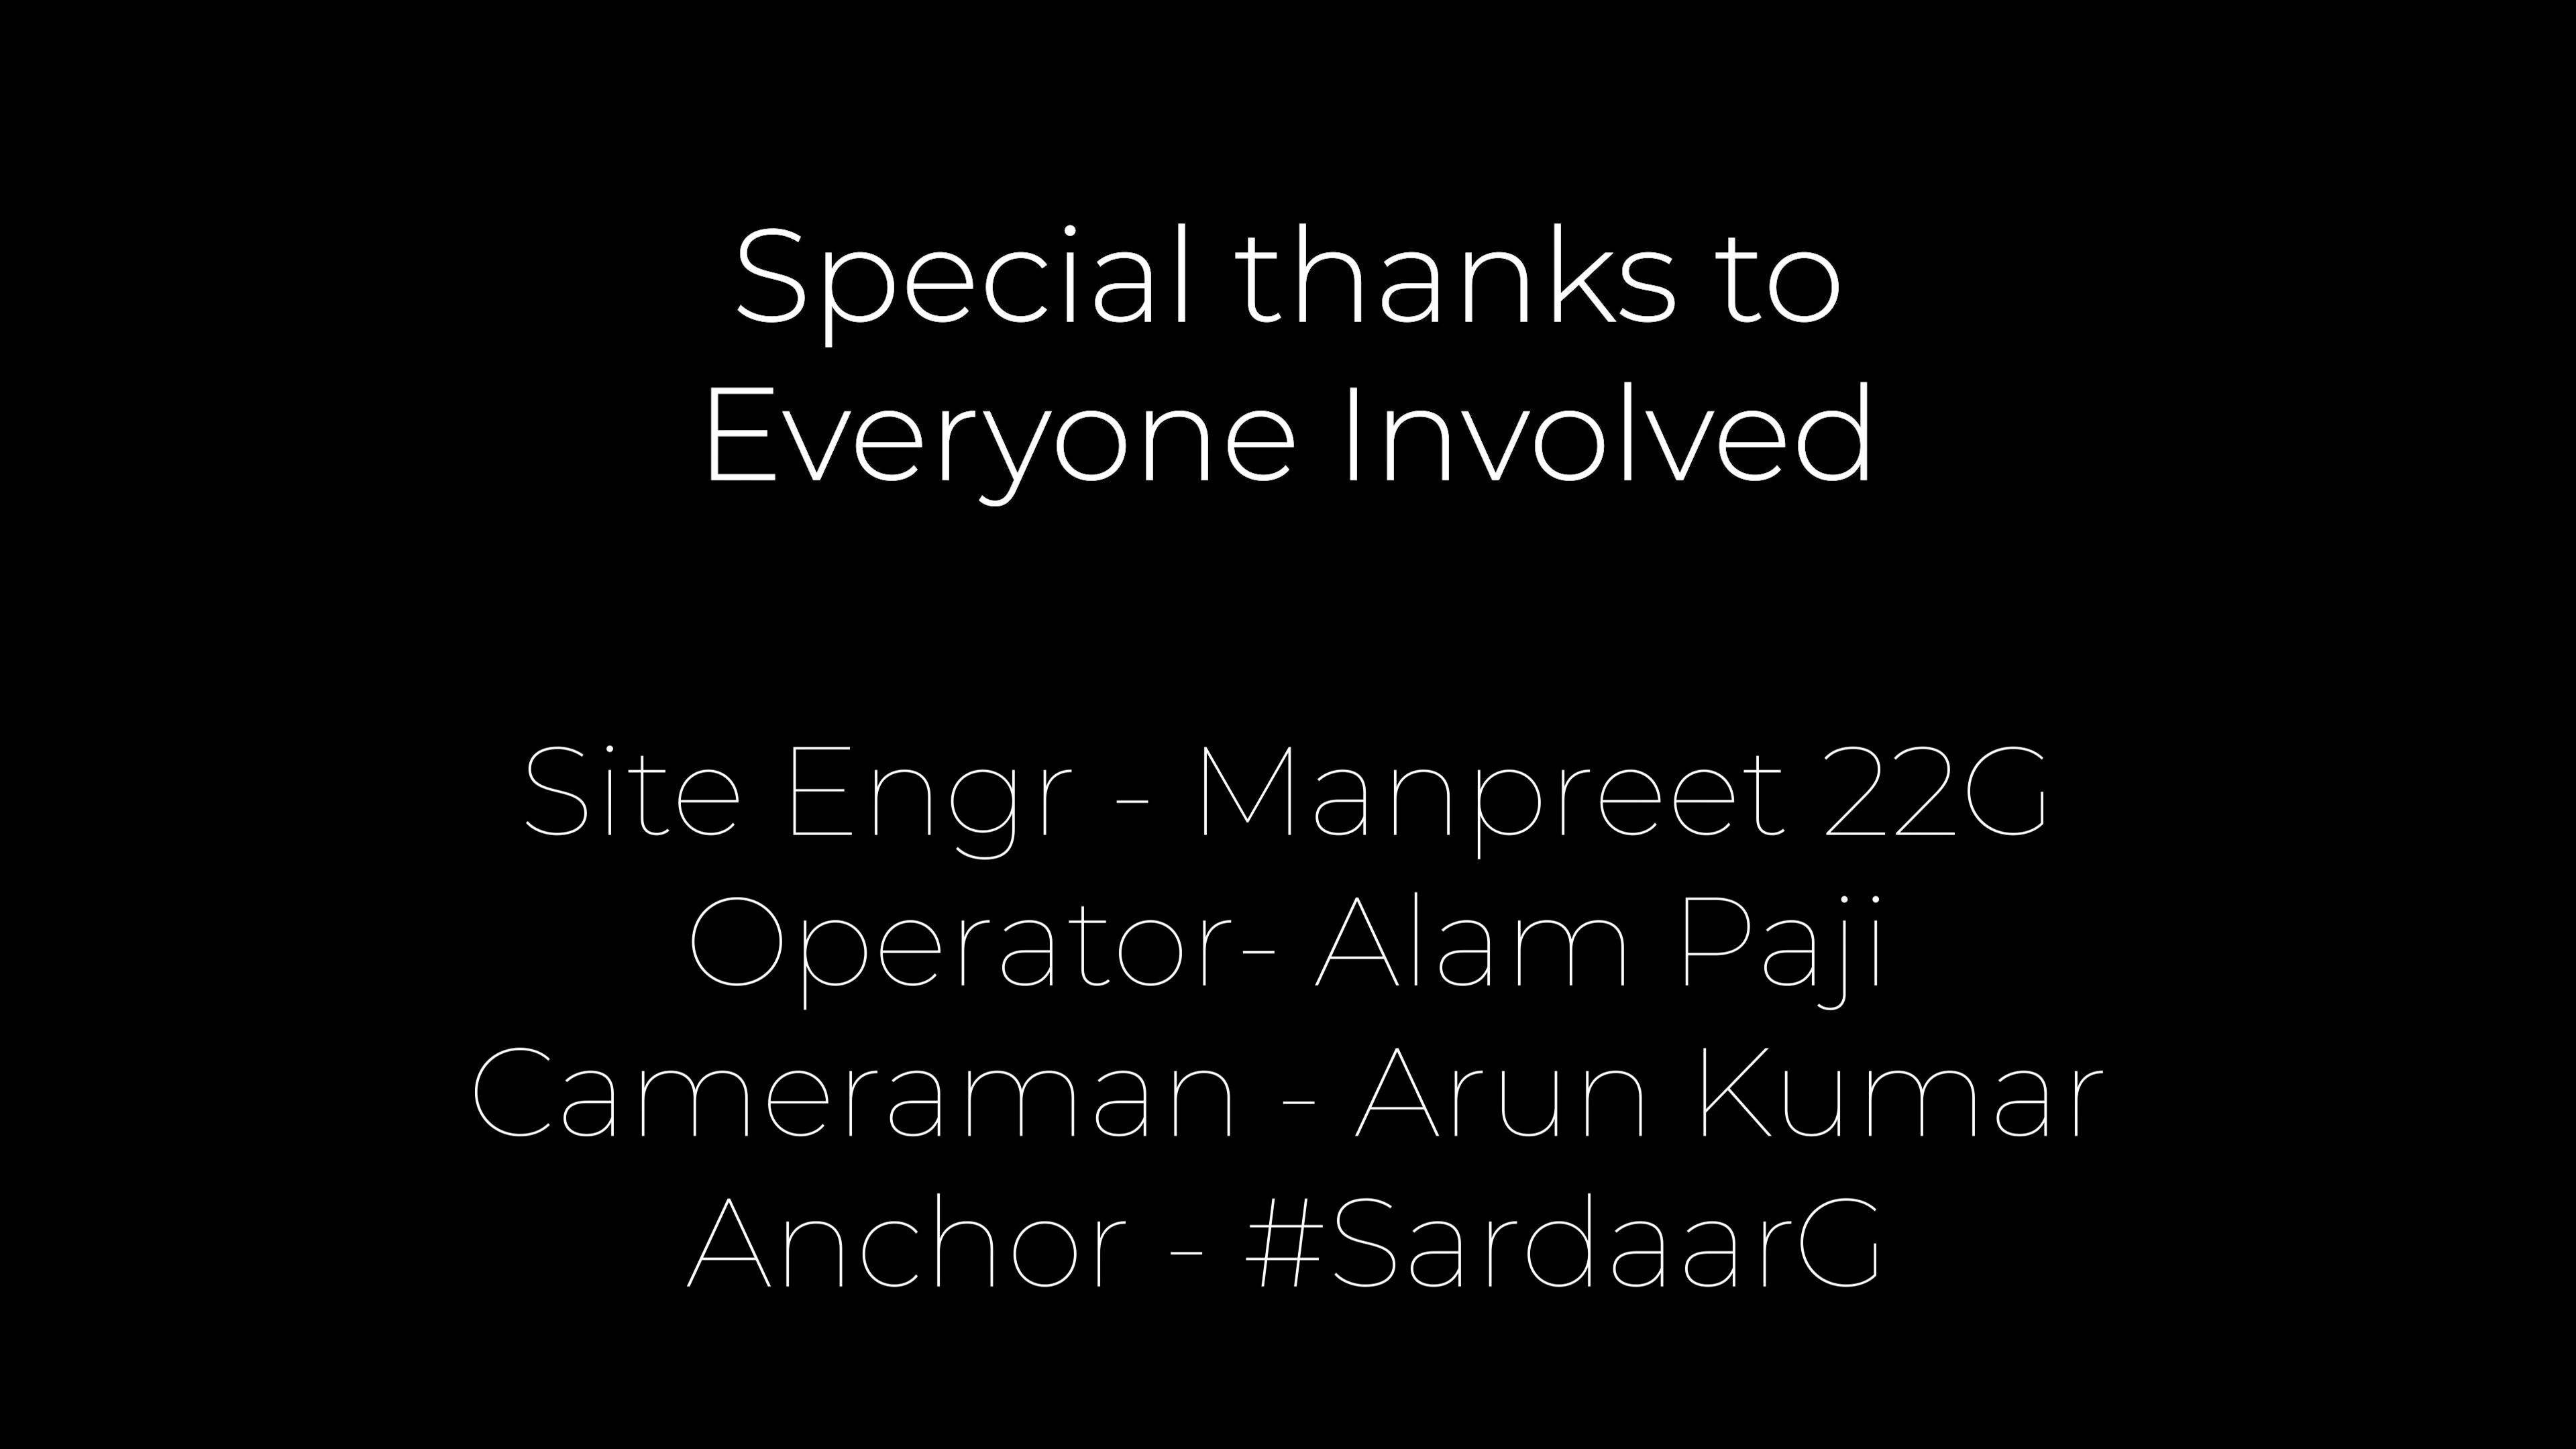 Special thanks to
Everyone Involved
Site Engr - Manpreet 22G
Operator- Alam Paji
Cameraman - Arun Kumar
Anchor - #SardaarG